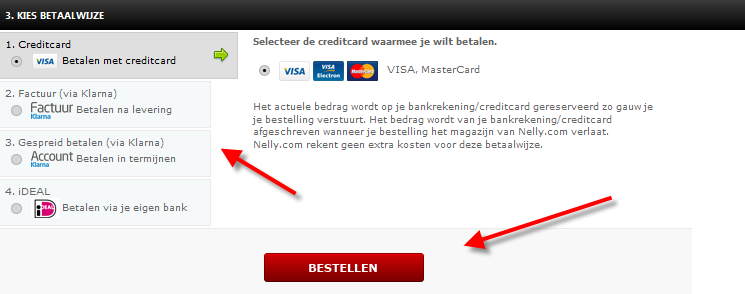 3. KIES BETAALWIJZE
1. Creditcard
VISA Betalen met creditcard
2. Factuur (via Klarna)
Factuur Klarna Betalen na levering
3. Gespreid betalen (via Klarna)
Account Klarna Betalen in termijnen
4. iDEAL
iDEAL Betalen via je eigen bank
Selecteer de creditcard waarmee je wilt betalen.
VISA VISA Electron MasterCard VISA, MasterCard
Het actuele bedrag wordt op je bankrekening/creditcard gereserveerd zo gauw je
je bestelling verstuurt. Het bedrag wordt van je bankrekening/creditcard
afgeschreven wanneer je bestelling het magazijn van Nelly.com verlaat.
Nelly.com rekent geen extra kosten voor deze betaalwijze.
BESTELLEN